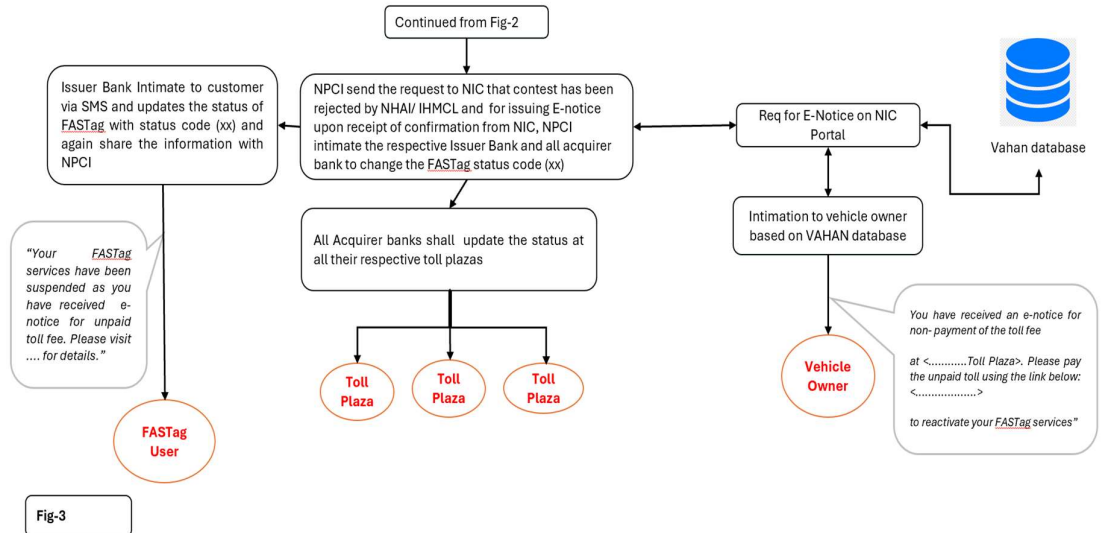 Continued from Fig-2
Issuer Bank Intimate to customer
via SMS and updates the status of
FASTag with status code (xx) and
again share the information with
NPCI
NPCI send the request to NIC that contest has been
rejected by NHAI/ IHMCL and for issuing E-notice
upon receipt of confirmation from NIC, NPCI
intimate the respective Issuer Bank and all acquirer
bank to change the FASTag status code (xx)
Req for E-Notice on NIC
Portal
Vahan database
Intimation to vehicle owner
based on VAHAN database
All Acquirer banks shall update the status at
all their respective toll plazas
“Your FASTag
services have been
suspended as you
have received e-
notice for unpaid
toll fee. Please visit
.... for details.”
You have received an e-notice for
non- payment of the toll fee
at <............Toll Plaza>. Please pay
the unpaid toll using the link below:
<....................>
to reactivate your FASTag services”
Toll
Plaza
Toll
Plaza
Toll
Plaza
Vehicle
Owner
FASTag
User
Fig-3